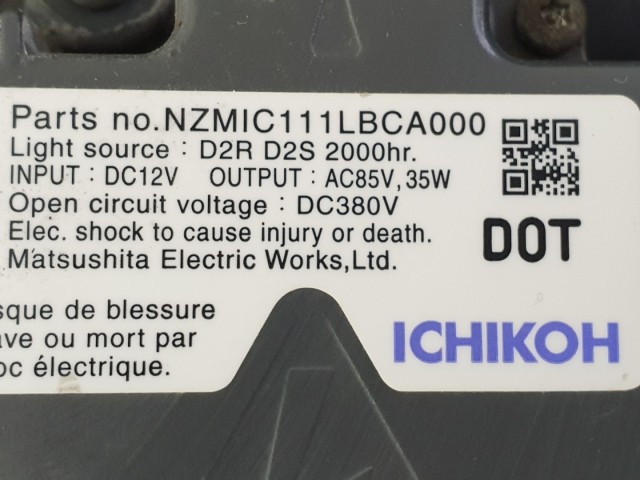 Parts no.NZMIC111LBCA000
Light source : D2R D2S 2000hr.
INPUT : DC12V OUTPUT : AC85V,35W
Open circuit voltage : DC380V
Elec. shock to cause injury or death.
Matsushita Electric Works,Ltd.
DOT
sque de blessure
ave ou mort par
oc électrique.
ICHIKOH